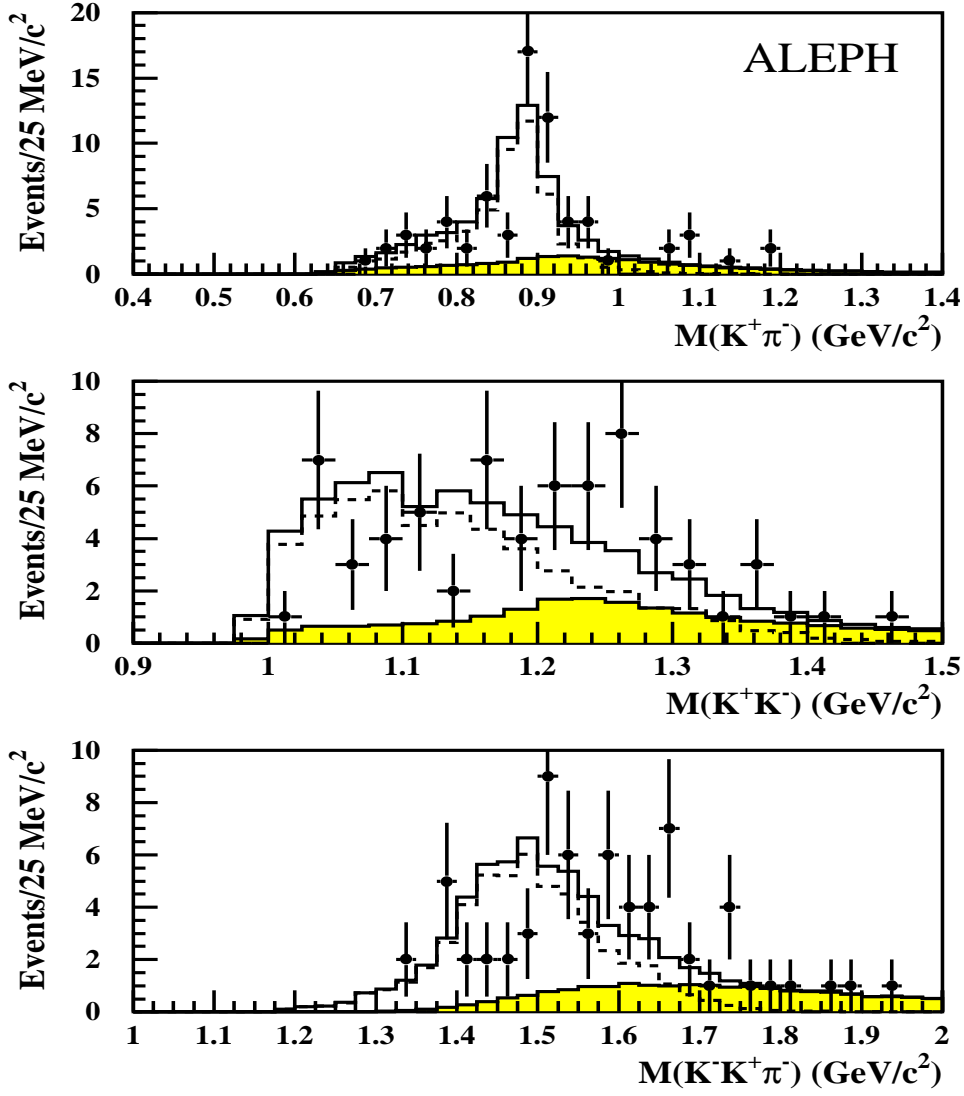 ALEPH
Events/25 MeV/c²
20
15
10
5
0
0.4 0.5 0.6 0.7 0.8 0.9 1 1.1 1.2 1.3 1.4
M(K⁺π⁻) (GeV/c²)
Events/25 MeV/c²
10
8
6
4
2
0
0.9 1 1.1 1.2 1.3 1.4 1.5
M(K⁺K⁻) (GeV/c²)
Events/25 MeV/c²
10
8
6
4
2
0
1 1.1 1.2 1.3 1.4 1.5 1.6 1.7 1.8 1.9 2
M(K⁻K⁺π⁻) (GeV/c²)